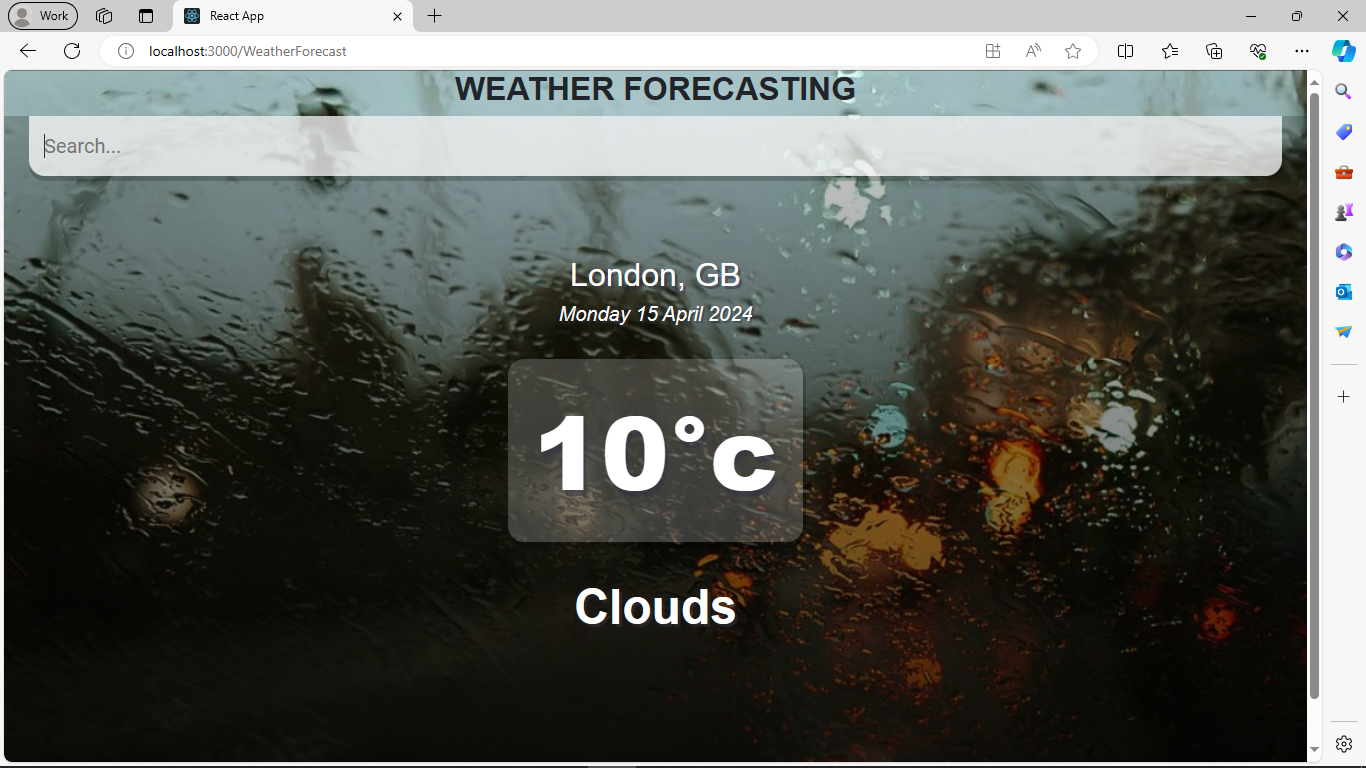 Work
React App
localhost:3000/WeatherForecast
WEATHER FORECASTING
Search...
London, GB
Monday 15 April 2024
10°c
Clouds